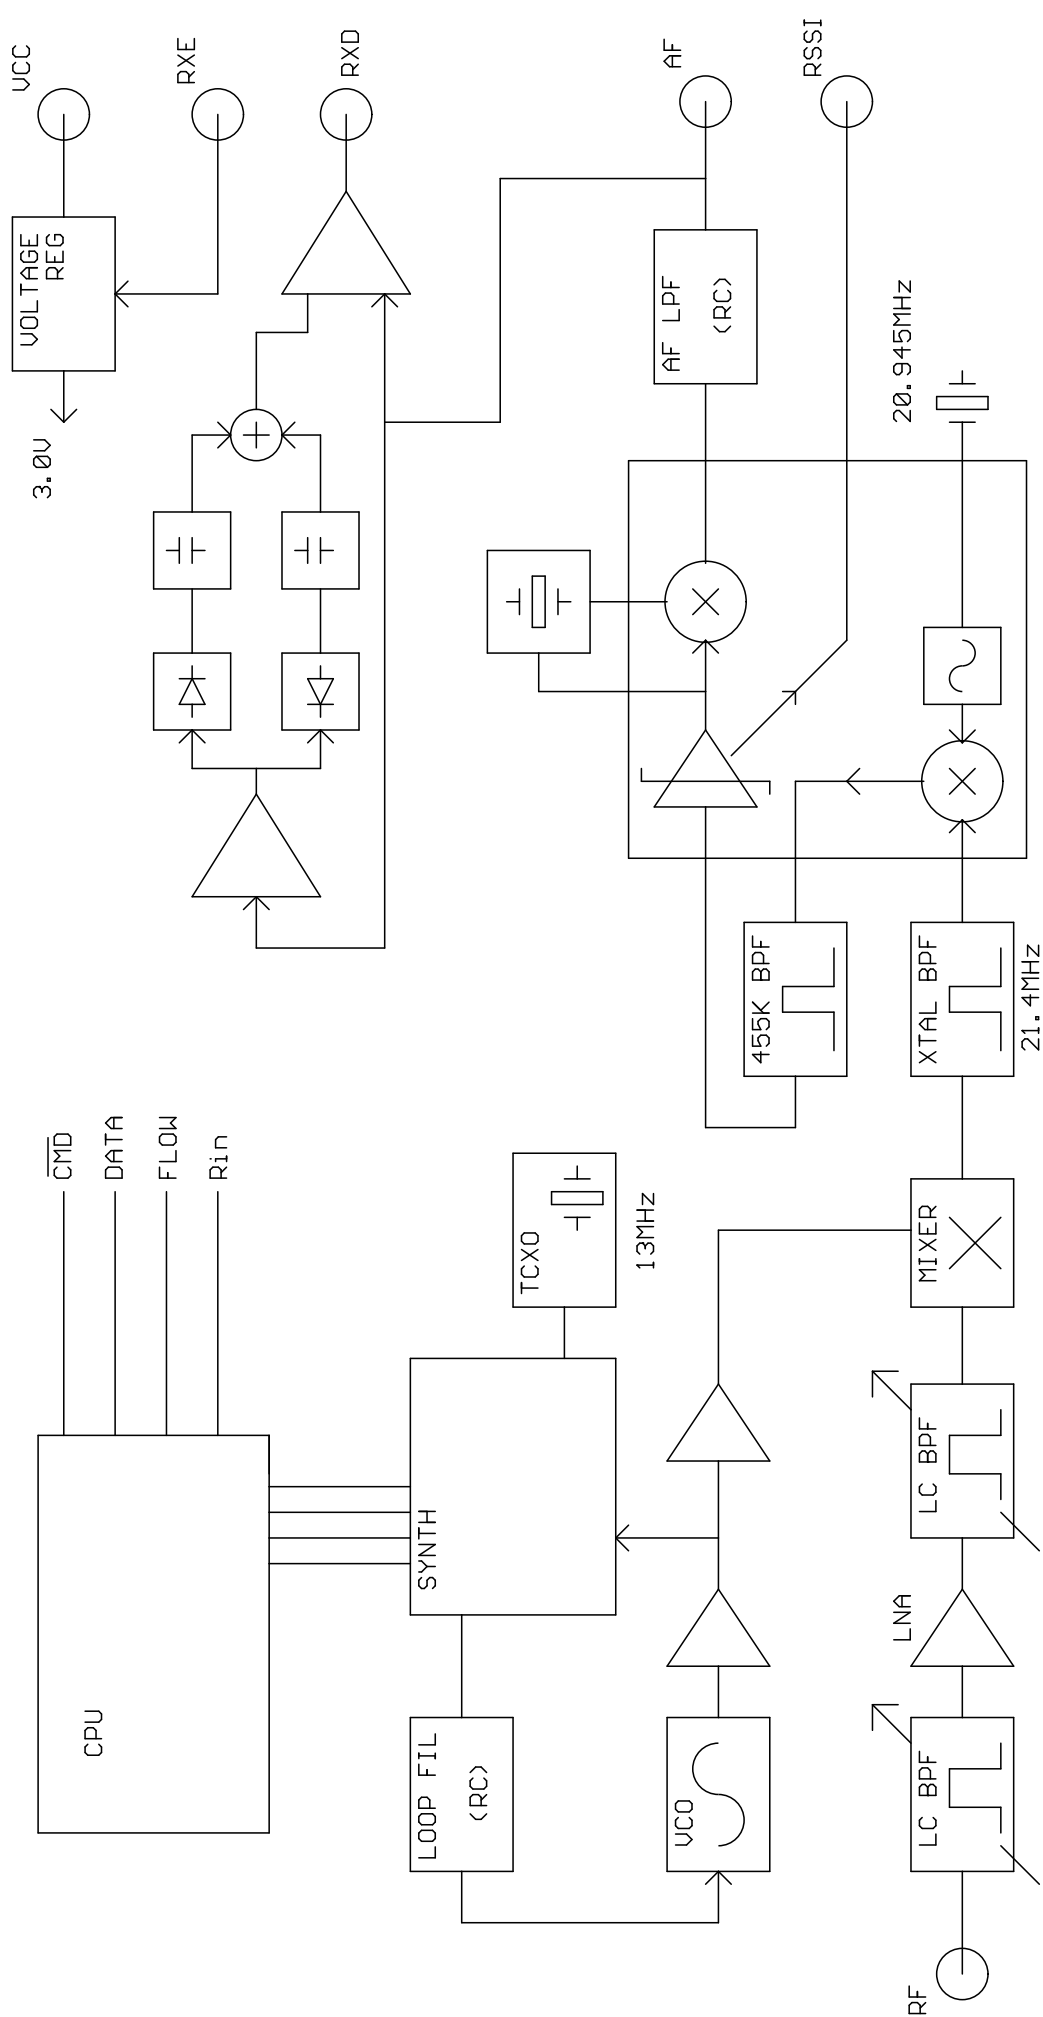 VCC
RXE
RXD
AF
RSSI
VOLTAGE
REG
3.0V
AF LPF
(RC)
20.945MHz
455K BPF
XTAL BPF
21.4MHz
CMD
DATA
FLOW
Rin
TCXO
13MHz
MIXER
CPU
SYNTH
LC BPF
LNA
LOOP FIL
(RC)
VCO
LC BPF
RF